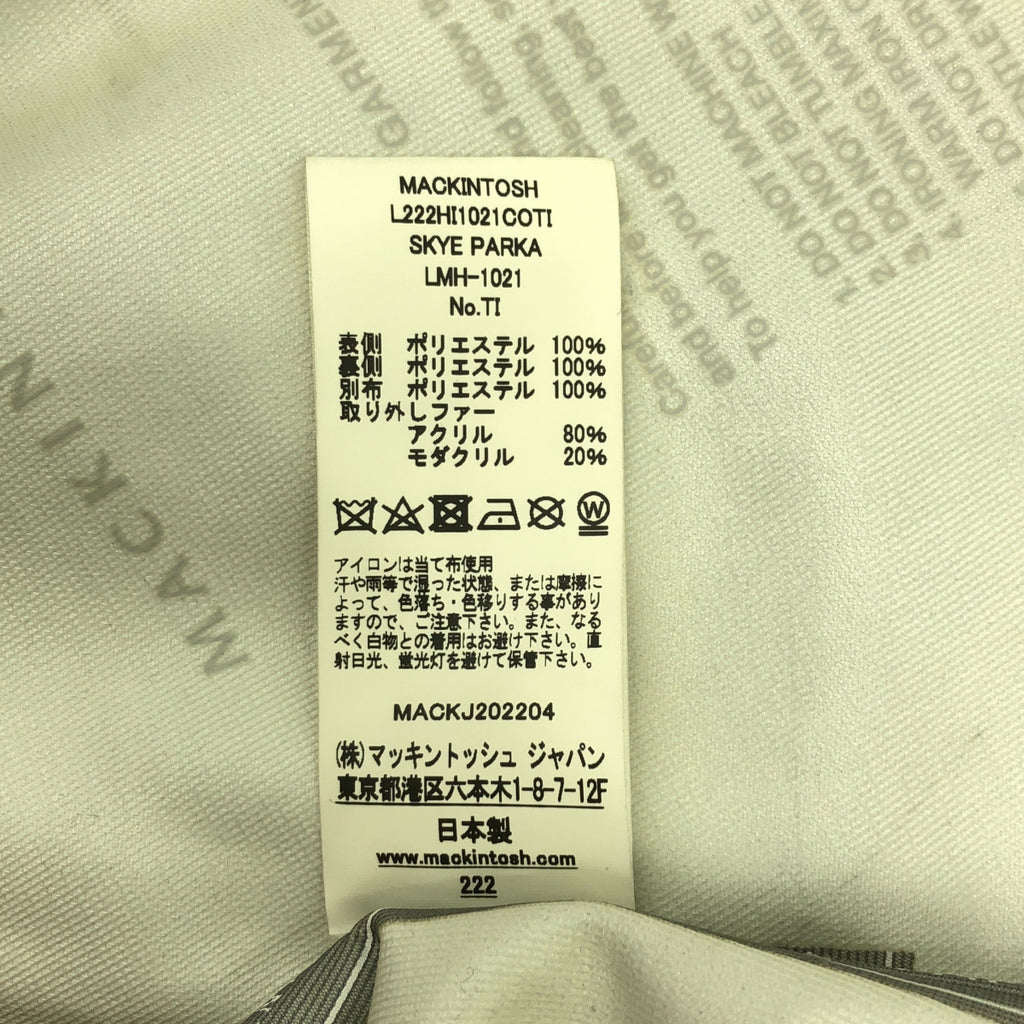 MACKINTOSH
L222HI1021COTI
SKYE PARKA
LMH-1021
No.TI
表側 ポリエステル 100%
裏側 ポリエステル 100%
別布 ポリエステル 100%
取り外しファー
アクリル 80%
モダクリル 20%
W
アイロンは当て布使用
汗や雨等で湿った状態、または摩擦に
よって、色落ち・色移りする事があり
ますので、ご注意下さい。また、なる
べく白物との着用はお避け下さい。直
射日光、蛍光灯を避けて保管下さい。
MACKJ202204
(株)マッキントッシュ ジャパン
東京都港区六本木1-8-7-12F
日本製
www.mackintosh.com
222
MACKIN
GARMEN
Carefully
and before cleaning, s
To help you get the best w
1. DO NOT MACHINE W
2. DO NOT BLEACH
3. DO NOT TUMBLE
4. IRONING MAXIM
WARM IRON
DO NOT DR